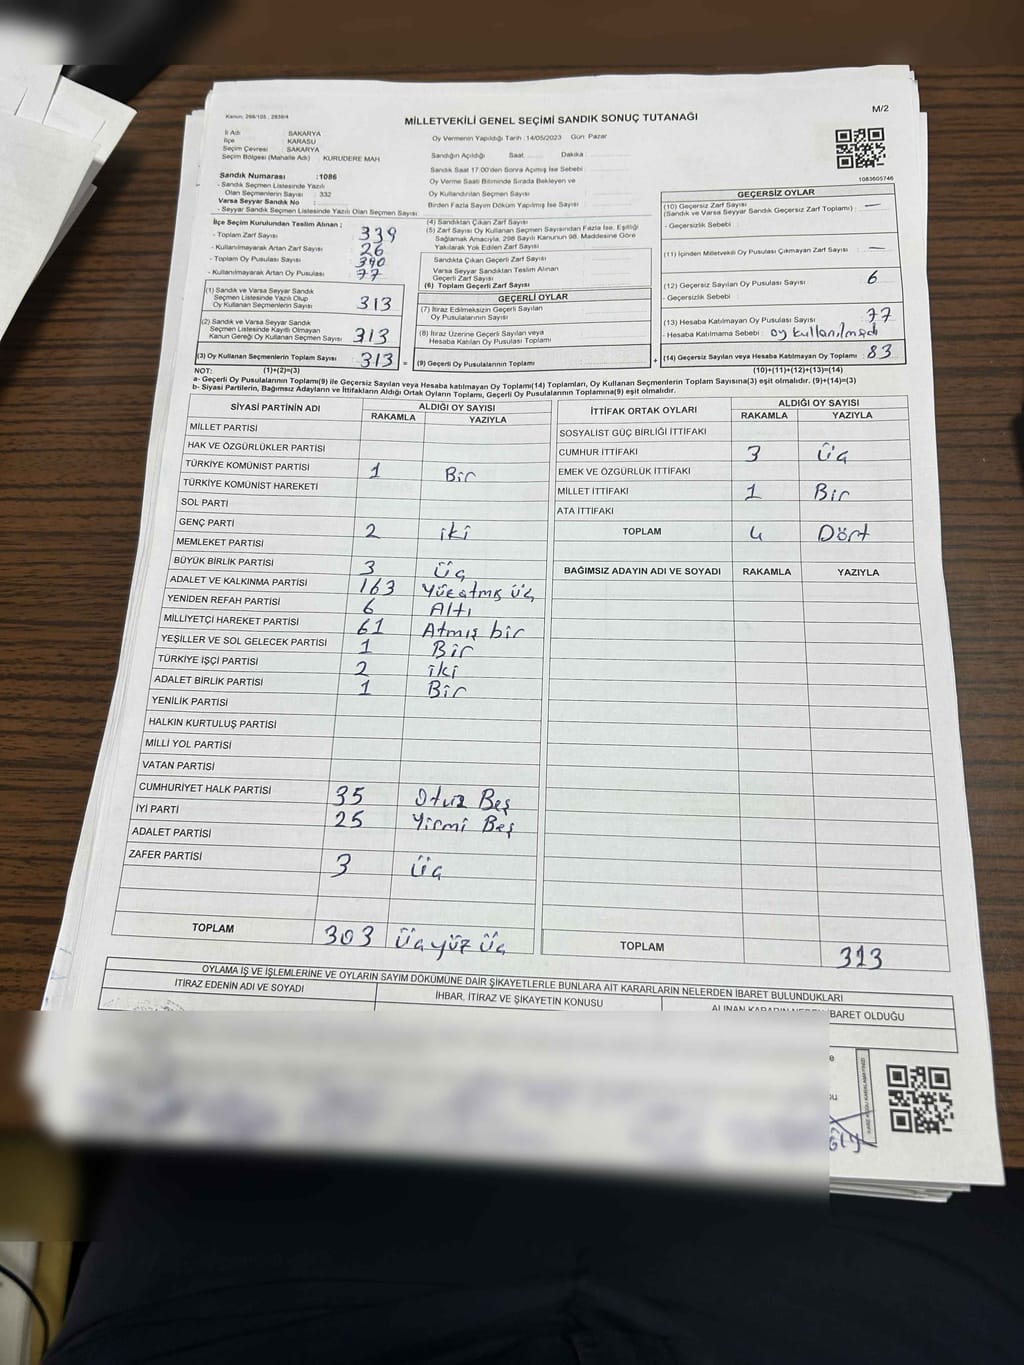 M/2
Kanun: 298/105 , 2839/4
MİLLETVEKİLİ GENEL SEÇİMİ SANDIK SONUÇ TUTANAĞI
İl Adı : SAKARYA
İlçe : KARASU
Seçim Çevresi : SAKARYA
Seçim Bölgesi (Mahalle Adı) : KURUDERE MAH
Sandık Numarası :1086
- Sandık Seçmen Listesinde Yazılı
Olan Seçmenlerin Sayısı : 332
Varsa Seyyar Sandık No :
- Seyyar Sandık Seçmen Listesinde Yazılı Olan Seçmen Sayısı:
Oy Vermenin Yapıldığı Tarih :14/05/2023 Gün: Pazar
Sandığın Açıldığı Saat: Dakika :
Sandık Saat 17:00'den Sonra Açılmış İse Sebebi :
Oy Verme Saati Bitiminde Sırada Bekleyen ve
Oy Kullandırılan Seçmen Sayısı
Birden Fazla Sayım Döküm Yapılmış İse Sayısı
1083605746
İlçe Seçim Kurulundan Teslim Alınan ;
- Toplam Zarf Sayısı : 339
- Kullanılmayarak Artan Zarf Sayısı : 26
- Toplam Oy Pusulası Sayısı : 390
- Kullanılmayarak Artan Oy Pusulası : 77
(1) Sandık ve Varsa Seyyar Sandık
Seçmen Listesinde Yazılı Olup
Oy Kullanan Seçmenlerin Sayısı 313
(2) Sandık ve Varsa Seyyar Sandık
Seçmen Listesinde Kayıtlı Olmayan
Kanun Gereği Oy Kullanan Seçmen Sayısı 313
(3) Oy Kullanan Seçmenlerin Toplam Sayısı 313 =
(1)+(2)=(3)
(4) Sandıktan Çıkan Zarf Sayısı
(5) Zarf Sayısı Oy Kullanan Seçmen Sayısından Fazla İse, Eşitliği
Sağlamak Amacıyla, 298 Sayılı Kanunun 98. Maddesine Göre
Yakılarak Yok Edilen Zarf Sayısı
Sandıkta Çıkan Geçerli Zarf Sayısı
Varsa Seyyar Sandıktan Teslim Alınan
Geçerli Zarf Sayısı
(6) Toplam Geçerli Zarf Sayısı
GEÇERLİ OYLAR
(7) İtiraz Edilmeksizin Geçerli Sayılan
Oy Pusulalarının Sayısı
(8) İtiraz Üzerine Geçerli Sayılan veya
Hesaba Katılan Oy Pusulası Toplamı
(9) Geçerli Oy Pusulalarının Toplamı +
GEÇERSİZ OYLAR
(10) Geçersiz Zarf Sayısı
(Sandık ve Varsa Seyyar Sandık Geçersiz Zarf Toplamı) : —
- Geçersizlik Sebebi :
(11) İçinden Milletvekili Oy Pusulası Çıkmayan Zarf Sayısı : —
(12) Geçersiz Sayılan Oy Pusulası Sayısı : 6
- Geçersizlik Sebebi
(13) Hesaba Katılmayan Oy Pusulası Sayısı : 77
- Hesaba Katılmama Sebebi : oy kullanılmadı
(14) Geçersiz Sayılan veya Hesaba Katılmayan Oy Toplamı : 83
(10)+(11)+(12)+(13)=(14)
NOT:
a- Geçerli Oy Pusulalarının Toplamı(9) ile Geçersiz Sayılan veya Hesaba katılmayan Oy Toplamı(14) Toplamları, Oy Kullanan Seçmenlerin Toplam Sayısına(3) eşit olmalıdır. (9)+(14)=(3)
b- Siyasi Partilerin, Bağımsız Adayların ve İttifakların Aldığı Ortak Oyların Toplamı, Geçerli Oy Pusulalarının Toplamına(9) eşit olmalıdır.
SİYASİ PARTİNİN ADI ALDIĞI OY SAYISI
RAKAMLA YAZIYLA
MİLLET PARTİSİ
HAK VE ÖZGÜRLÜKLER PARTİSİ
TÜRKİYE KOMÜNİST PARTİSİ 1 Bir
TÜRKİYE KOMÜNİST HAREKETİ
SOL PARTİ
GENÇ PARTİ 2 iki
MEMLEKET PARTİSİ
BÜYÜK BİRLİK PARTİSİ 3 Üç
ADALET VE KALKINMA PARTİSİ 163 Yüzatmış üç
YENİDEN REFAH PARTİSİ 6 Altı
MİLLİYETÇİ HAREKET PARTİSİ 61 Atmış bir
YEŞİLLER VE SOL GELECEK PARTİSİ 1 Bir
TÜRKİYE İŞÇİ PARTİSİ 2 iki
ADALET BİRLİK PARTİSİ 1 Bir
YENİLİK PARTİSİ
HALKIN KURTULUŞ PARTİSİ
MİLLİ YOL PARTİSİ
VATAN PARTİSİ
CUMHURİYET HALK PARTİSİ 35 Otuz Beş
İYİ PARTİ 25 Yirmi Beş
ADALET PARTİSİ
ZAFER PARTİSİ 3 Üç
TOPLAM 303 Üç yüz Üç
İTTİFAK ORTAK OYLARI ALDIĞI OY SAYISI
RAKAMLA YAZIYLA
SOSYALİST GÜÇ BİRLİĞİ İTTİFAKI
CUMHUR İTTİFAKI 3 Üç
EMEK VE ÖZGÜRLÜK İTTİFAKI
MİLLET İTTİFAKI 1 Bir
ATA İTTİFAKI
TOPLAM 4 Dört
BAĞIMSIZ ADAYIN ADI VE SOYADI RAKAMLA YAZIYLA
TOPLAM 313
OYLAMA İŞ VE İŞLEMLERİNE VE OYLARIN SAYIM DÖKÜMÜNE DAİR ŞİKAYETLERLE BUNLARA AİT KARARLARIN NELERDEN İBARET BULUNDUKLARI
İTİRAZ EDENİN ADI VE SOYADI
İHBAR, İTİRAZ VE ŞİKAYETİN KONUSU
ALINAN KARARIN NEDEN İBARET OLDUĞU